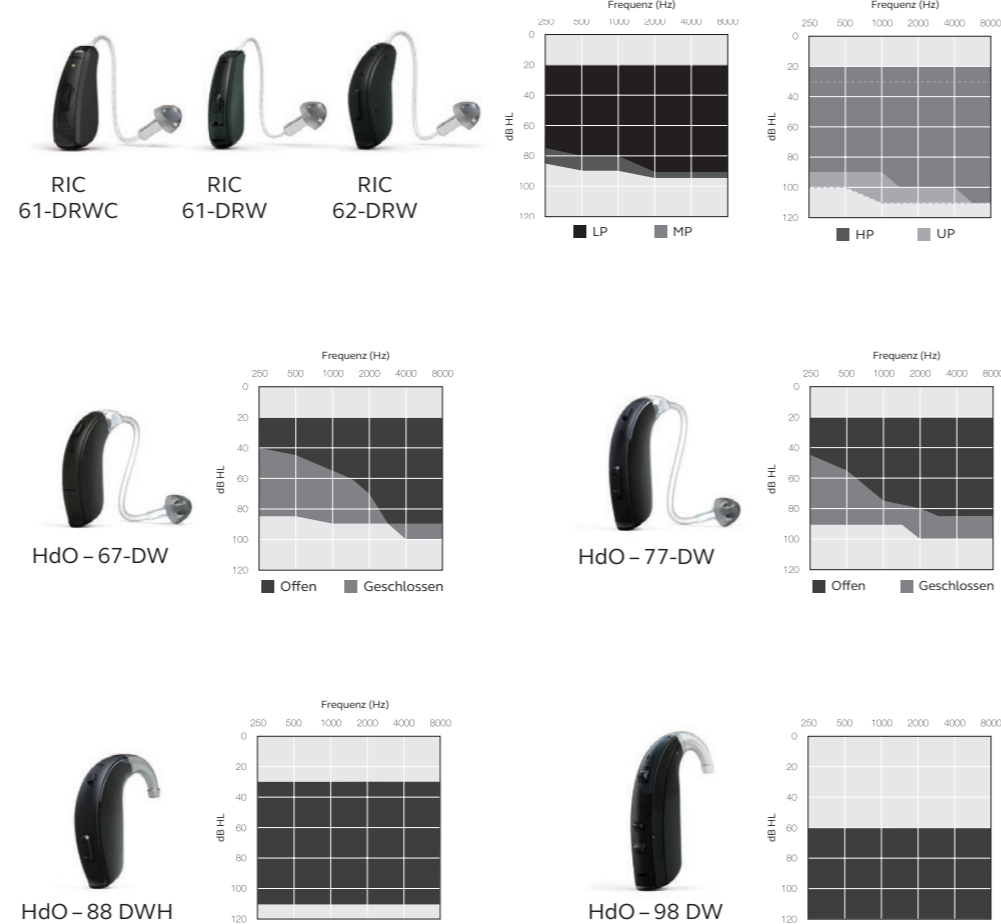 Frequenz (Hz)
250 500 1000 2000 4000 8000
dB HL
0
20
40
60
80
100
120
LP MP
Frequenz (Hz)
250 500 1000 2000 4000 8000
dB HL
0
20
40
60
80
100
120
HP UP
RIC
61-DRWC
RIC
61-DRW
RIC
62-DRW
Frequenz (Hz)
250 500 1000 2000 4000 8000
dB HL
0
20
40
60
80
100
120
Offen Geschlossen
HdO – 67-DW
Frequenz (Hz)
250 500 1000 2000 4000 8000
dB HL
0
20
40
60
80
100
120
Offen Geschlossen
HdO – 77-DW
Frequenz (Hz)
250 500 1000 2000 4000 8000
dB HL
0
20
40
60
80
100
120
HdO – 88 DWH
250 500 1000 2000 4000 8000
dB HL
0
20
40
60
80
100
120
HdO – 98 DW